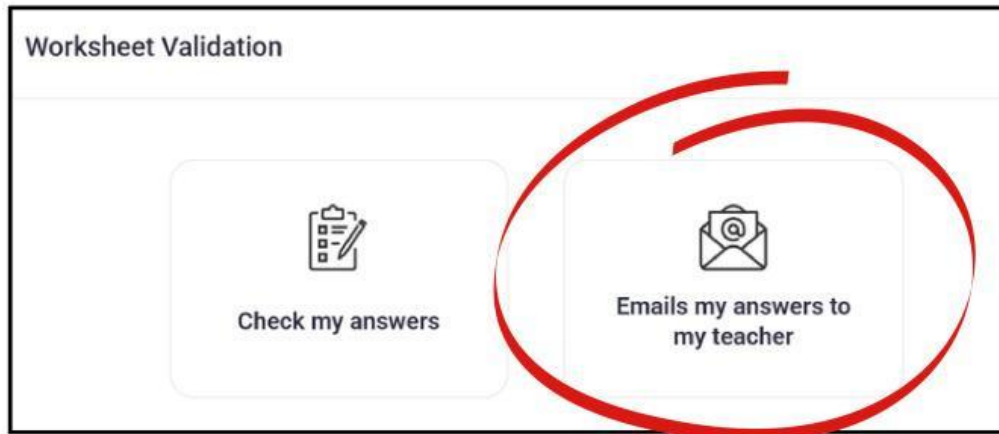 Worksheet Validation
Check my answers
Emails my answers to
my teacher